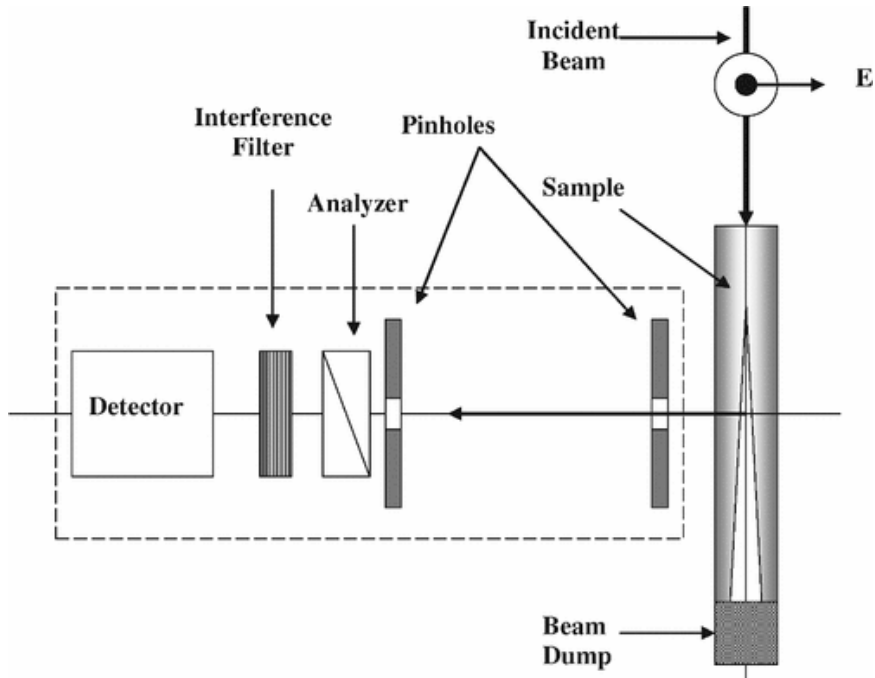 Incident
Beam
E
Interference
Filter
Pinholes
Analyzer
Sample
Detector
Beam
Dump